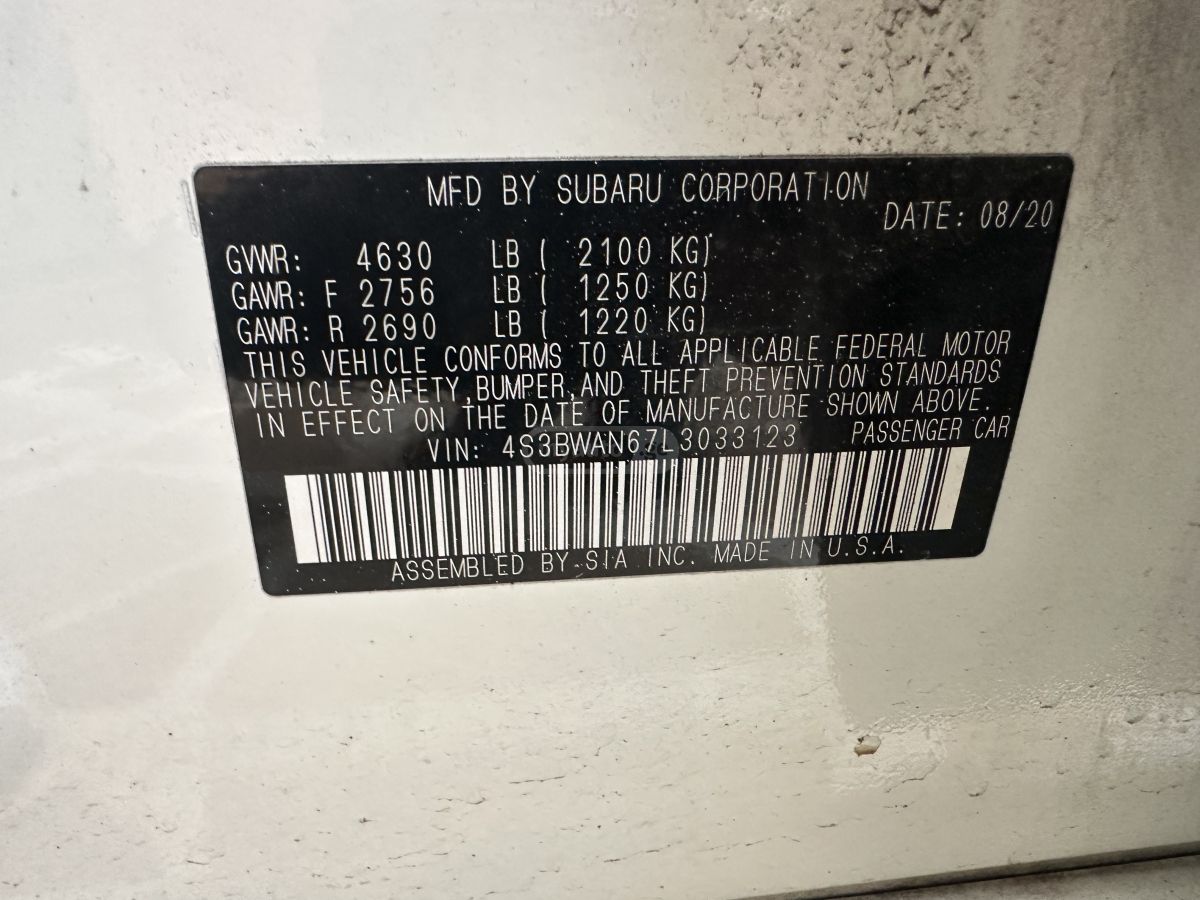 MFD BY SUBARU CORPORATION
DATE: 08/20
GVWR: 4630 LB ( 2100 KG)
GAWR: F 2756 LB ( 1250 KG)
GAWR: R 2690 LB ( 1220 KG)
THIS VEHICLE CONFORMS TO ALL APPLICABLE FEDERAL MOTOR
VEHICLE SAFETY,BUMPER,AND THEFT PREVENTION STANDARDS
IN EFFECT ON THE DATE OF MANUFACTURE SHOWN ABOVE.
VIN: 4S3BWAN67L3033123 PASSENGER CAR
ASSEMBLED BY SIA INC. MADE IN U.S.A.